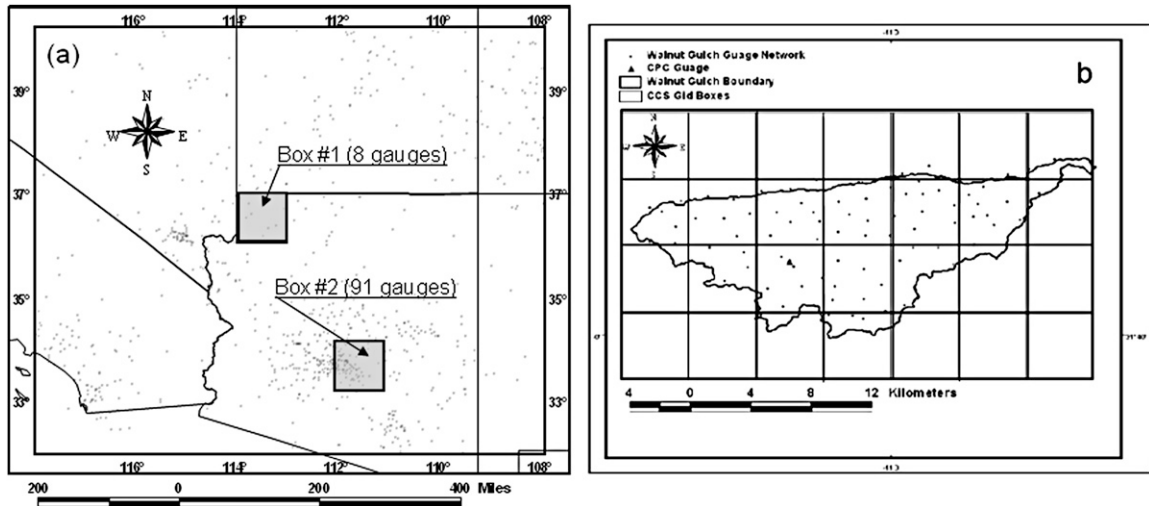 116° 114° 112° 110° 108°
(a)
39° 39°
N
W E
S
Box #1 (8 gauges)
37° 37°
Box #2 (91 gauges)
35° 35°
33° 33°
116° 114° 112° 110° 108°
200 0 200 400 Miles
Walnut Gulch Guage Network
CPC Guage
Walnut Gulch Boundary
CCS Gid Boxes
b
4 0 4 8 12 Kilometers